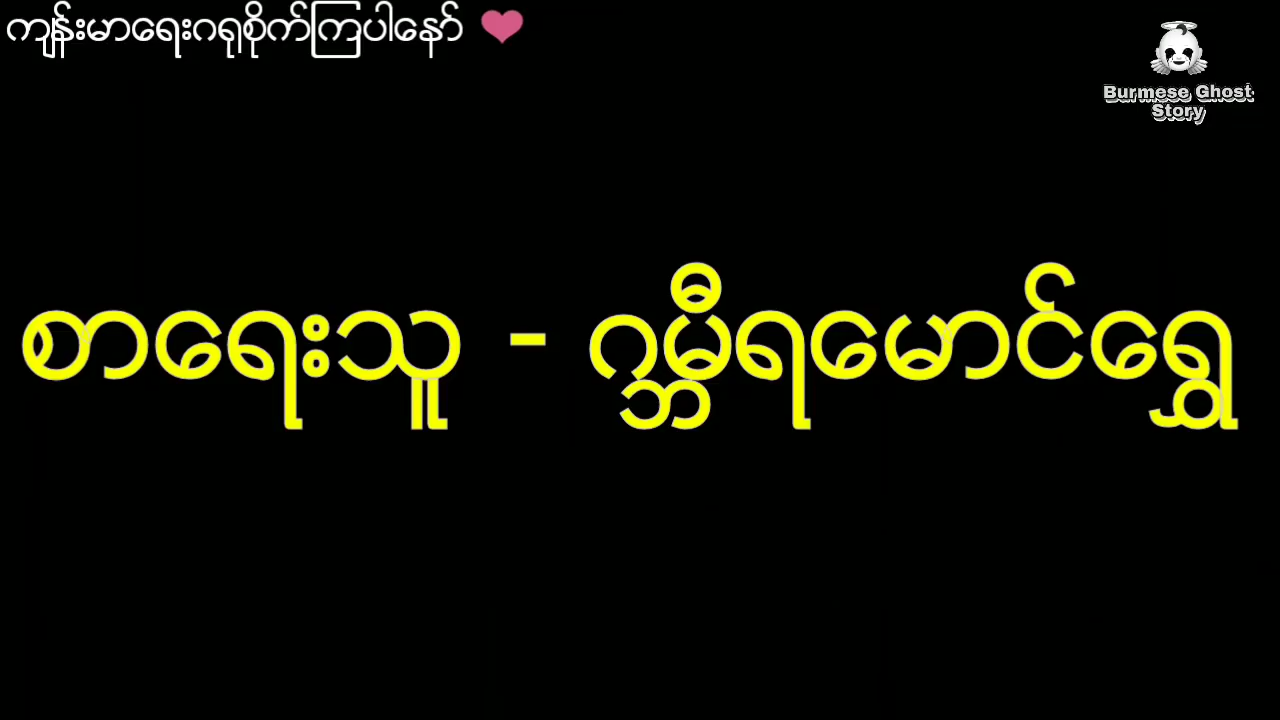 ကျန်းမာရေးဂရုစိုက်ကြပါနော် ❤
Burmese Ghost
Story
စာရေးသူ - ဂမ္ဘီရမောင်ရွှေ